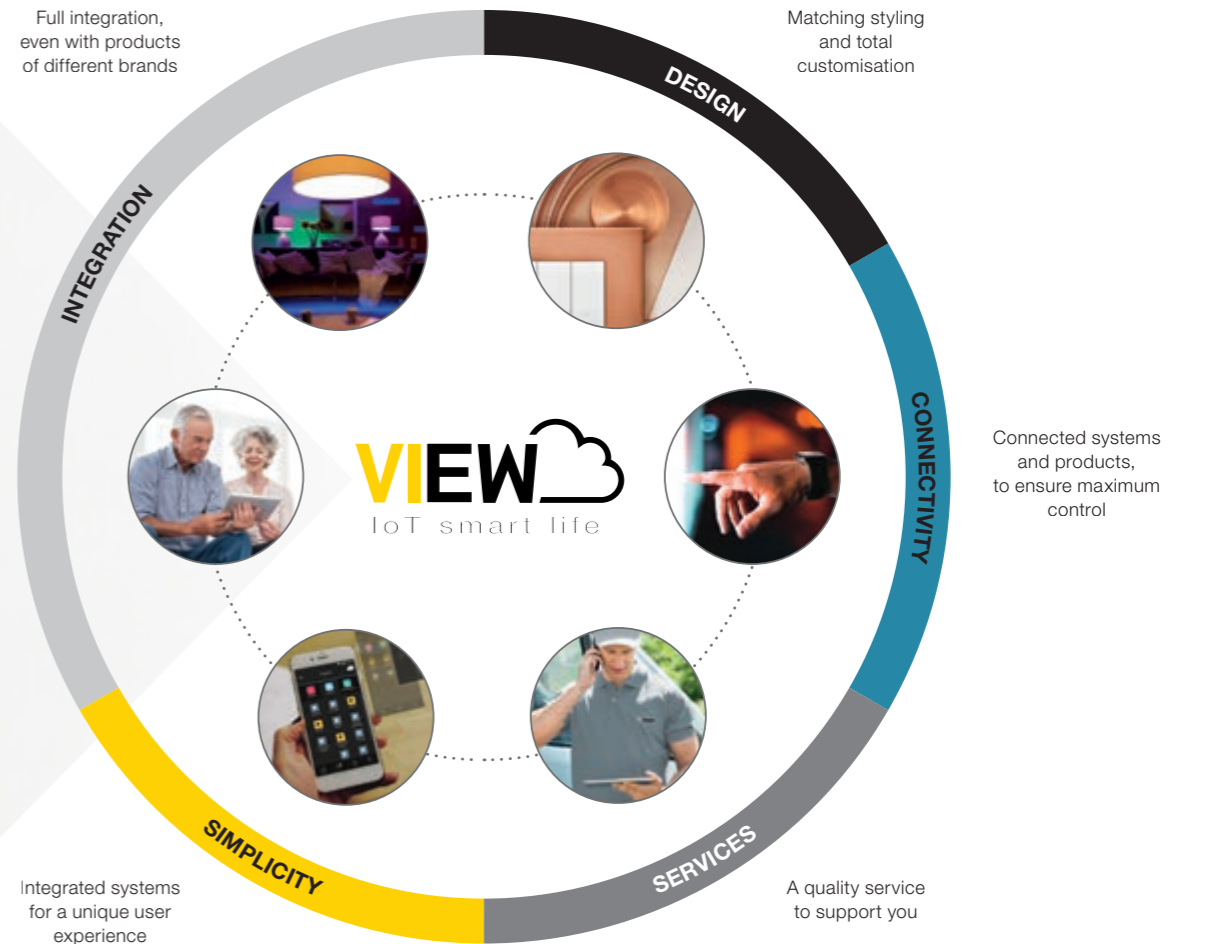 Full integration,
even with products
of different brands
Matching styling
and total
customisation
DESIGN
INTEGRATION
CONNECTIVITY
Connected systems
and products,
to ensure maximum
control
VIEW
IoT smart life
SIMPLICITY
SERVICES
Integrated systems
for a unique user
experience
A quality service
to support you